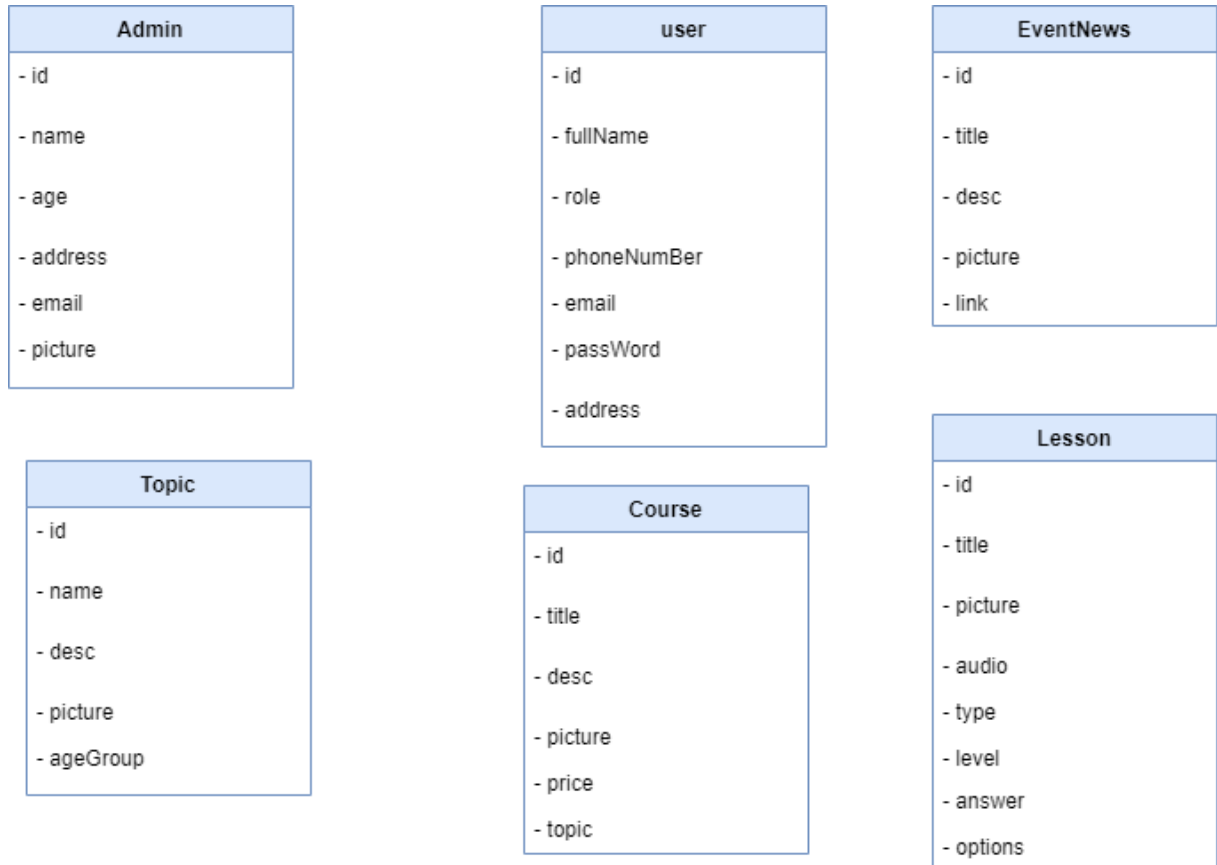 Admin
- id
- name
- age
- address
- email
- picture
user
- id
- fullName
- role
- phoneNumBer
- email
- passWord
- address
EventNews
- id
- title
- desc
- picture
- link
Topic
- id
- name
- desc
- picture
- ageGroup
Course
- id
- title
- desc
- picture
- price
- topic
Lesson
- id
- title
- picture
- audio
- type
- level
- answer
- options